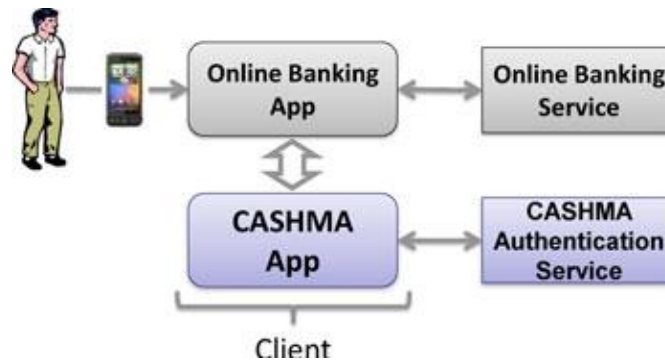 Online Banking
App
Online Banking
Service
CASHMA
App
CASHMA
Authentication
Service
Client